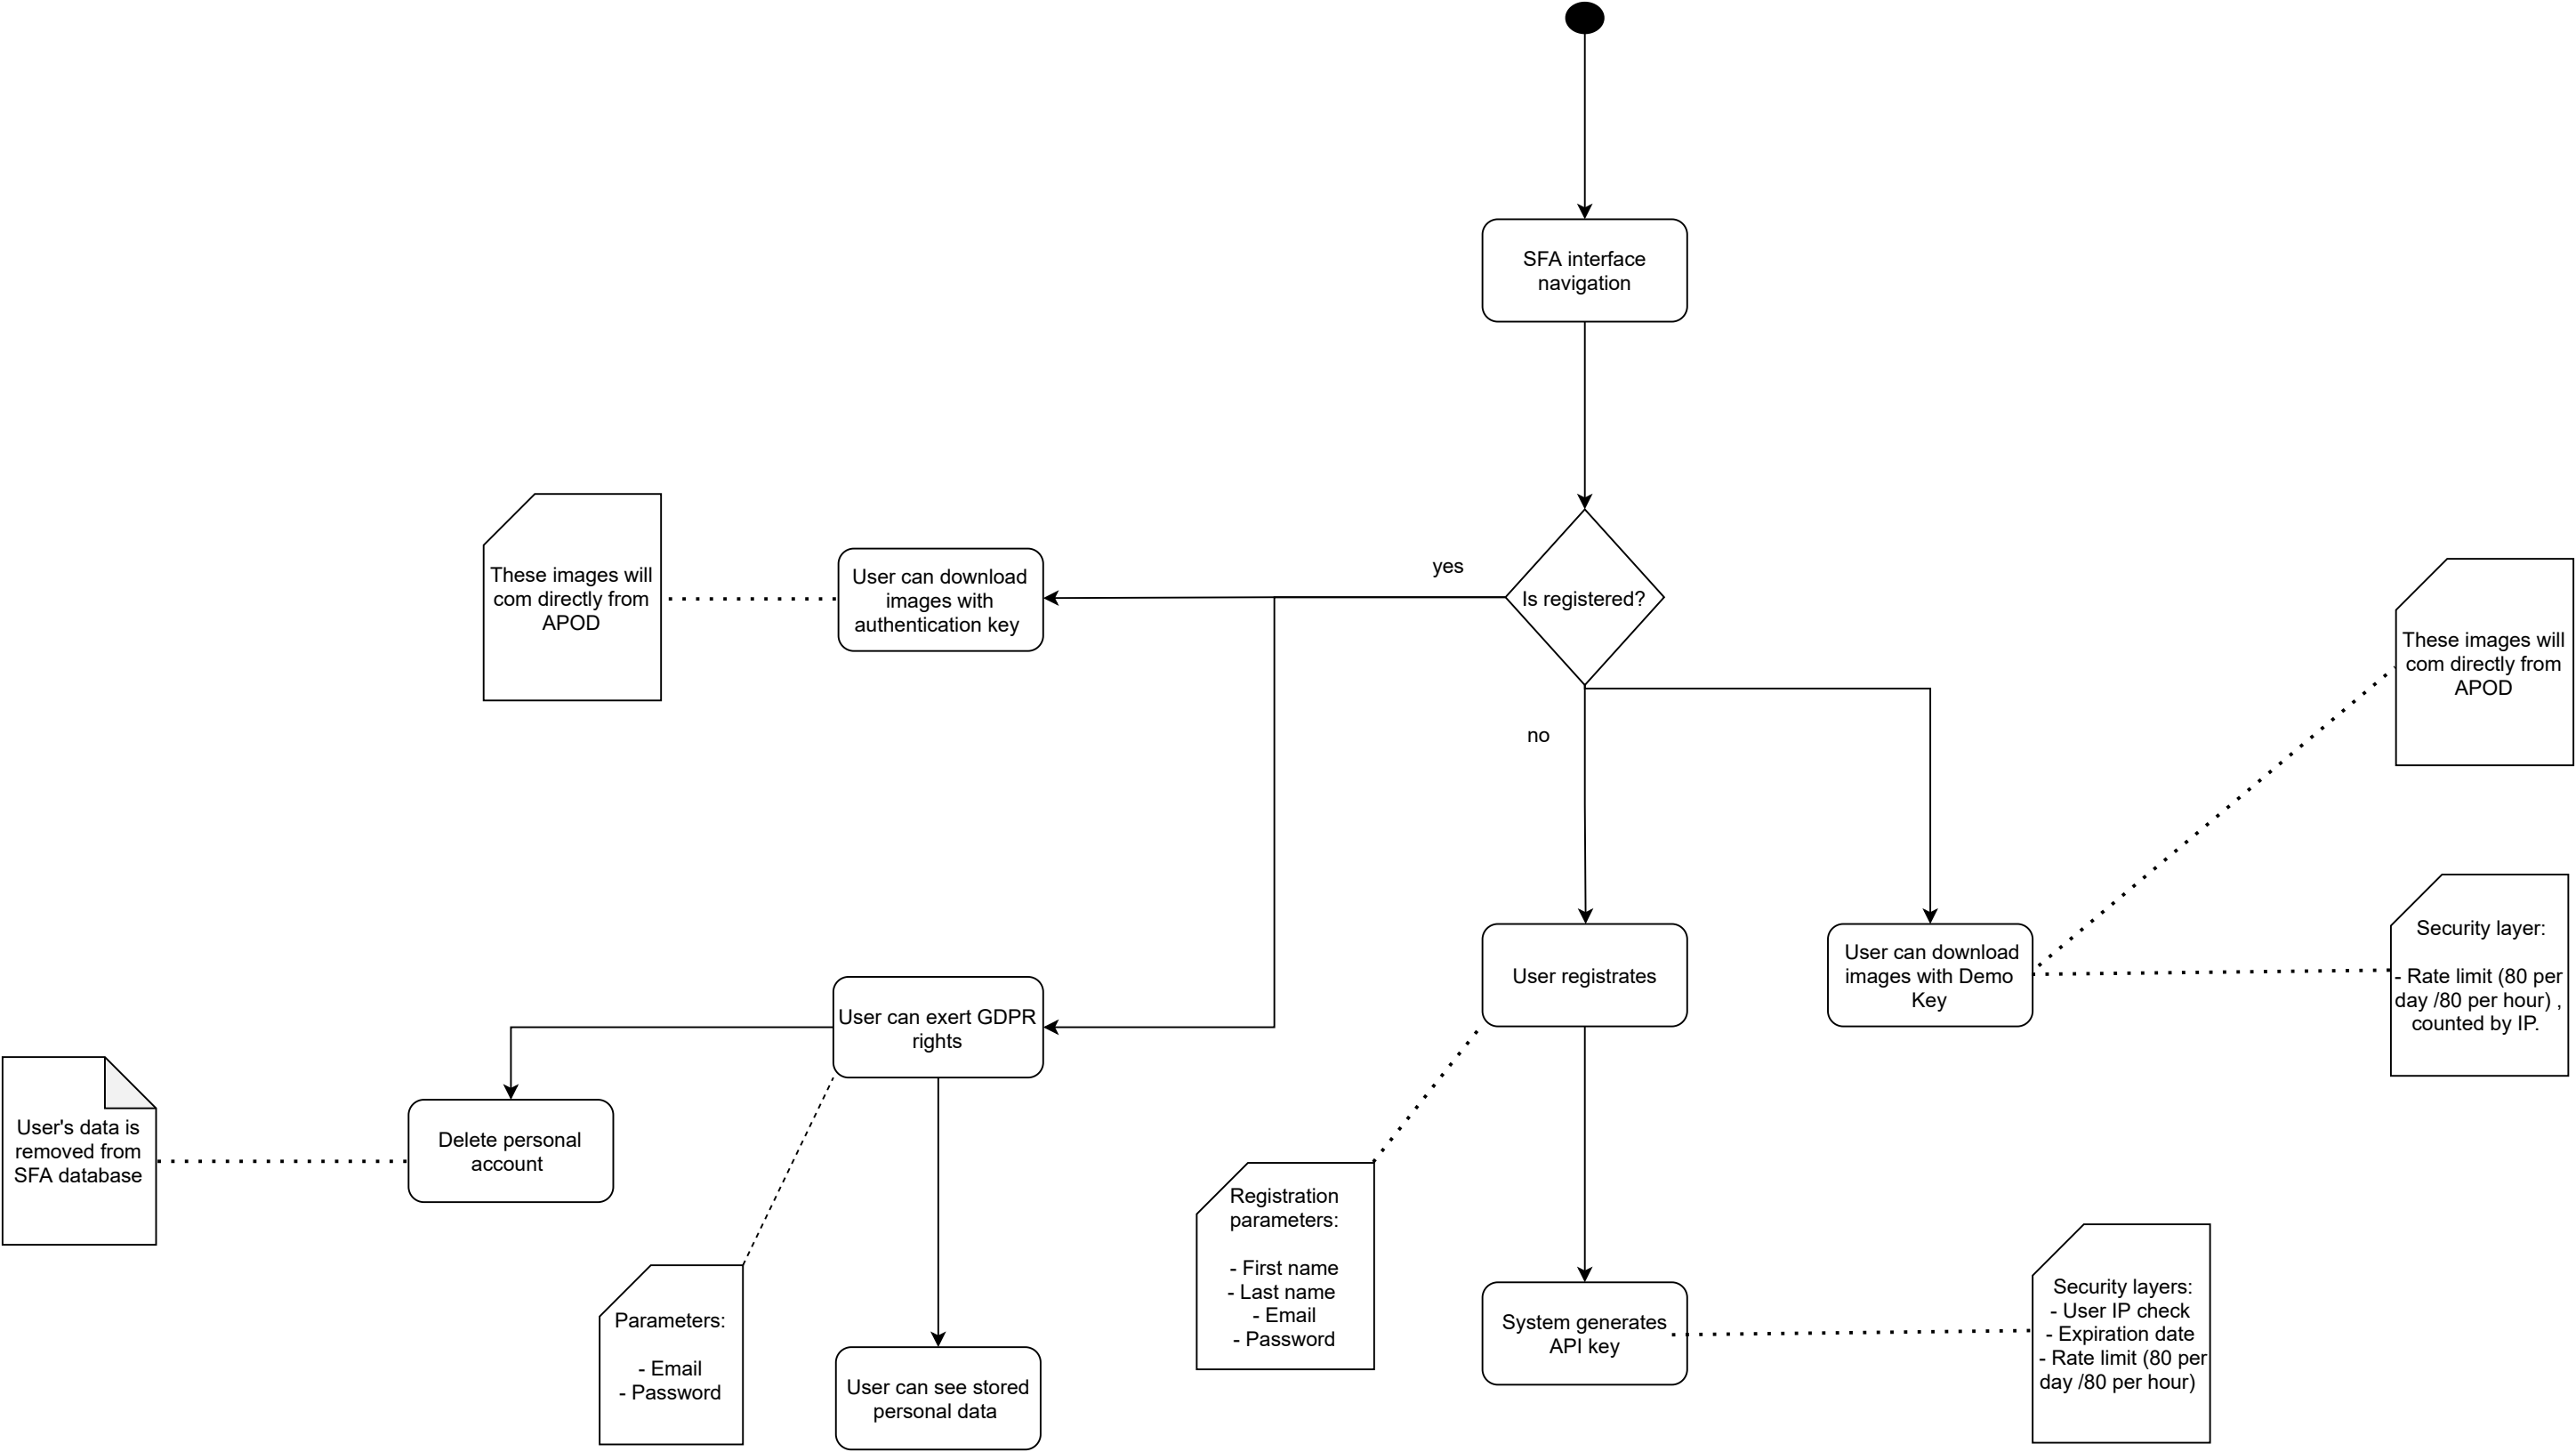 SFA interface
navigation
Is registered?
yes
no
User can download
images with
authentication key
These images will
com directly from
APOD
These images will
com directly from
APOD
Security layer:
- Rate limit (80 per
day /80 per hour) ,
counted by IP.
User registrates
User can download
images with Demo
Key
User can exert GDPR
rights
User's data is
removed from
SFA database
Delete personal
account
Parameters:
- Email
- Password
User can see stored
personal data
Registration
parameters:
- First name
- Last name
- Email
- Password
System generates
API key
Security layers:
- User IP check
- Expiration date
- Rate limit (80 per
day /80 per hour)